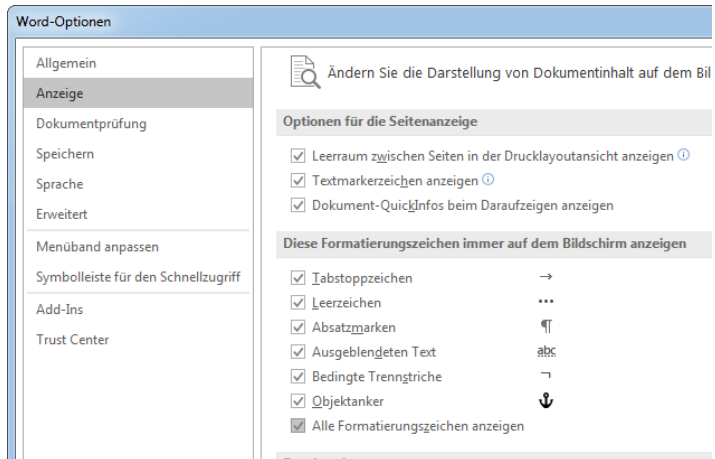 Word-Optionen
Allgemein
Anzeige
Dokumentprüfung
Speichern
Sprache
Erweitert
Menüband anpassen
Symbolleiste für den Schnellzugriff
Add-Ins
Trust Center
Ändern Sie die Darstellung von Dokumentinhalt auf dem Bil
Optionen für die Seitenanzeige
Leerraum zwischen Seiten in der Drucklayoutansicht anzeigen
Textmarkerzeichen anzeigen
Dokument-QuickInfos beim Daraufzeigen anzeigen
Diese Formatierungszeichen immer auf dem Bildschirm anzeigen
Tabstoppzeichen →
Leerzeichen •••
Absatzmarken ¶
Ausgeblendeten Text abc
Bedingte Trennstriche ¬
Objektanker ⚓
Alle Formatierungszeichen anzeigen